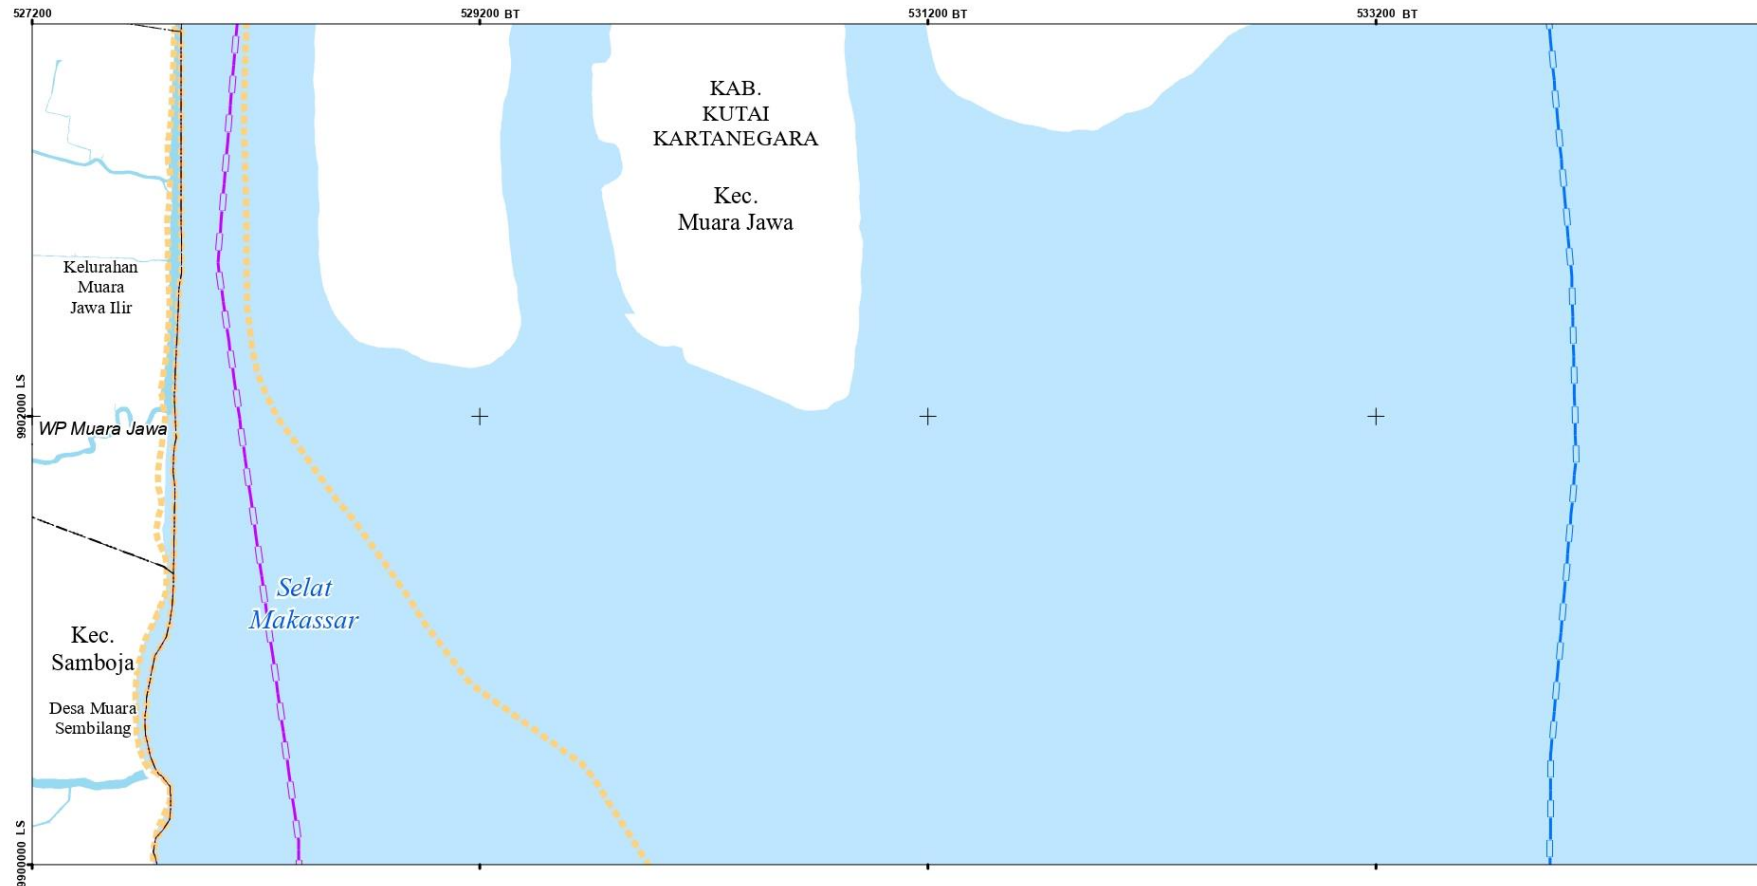 527200
529200 BT
531200 BT
533200 BT
KAB.
KUTAI
KARTANEGARA
Kec.
Muara Jawa
Kelurahan
Muara
Jawa Ilir
9902000 LS
WP Muara Jawa
Selat
Makassar
Kec.
Samboja
Desa Muara
Sembilang
9900000 LS